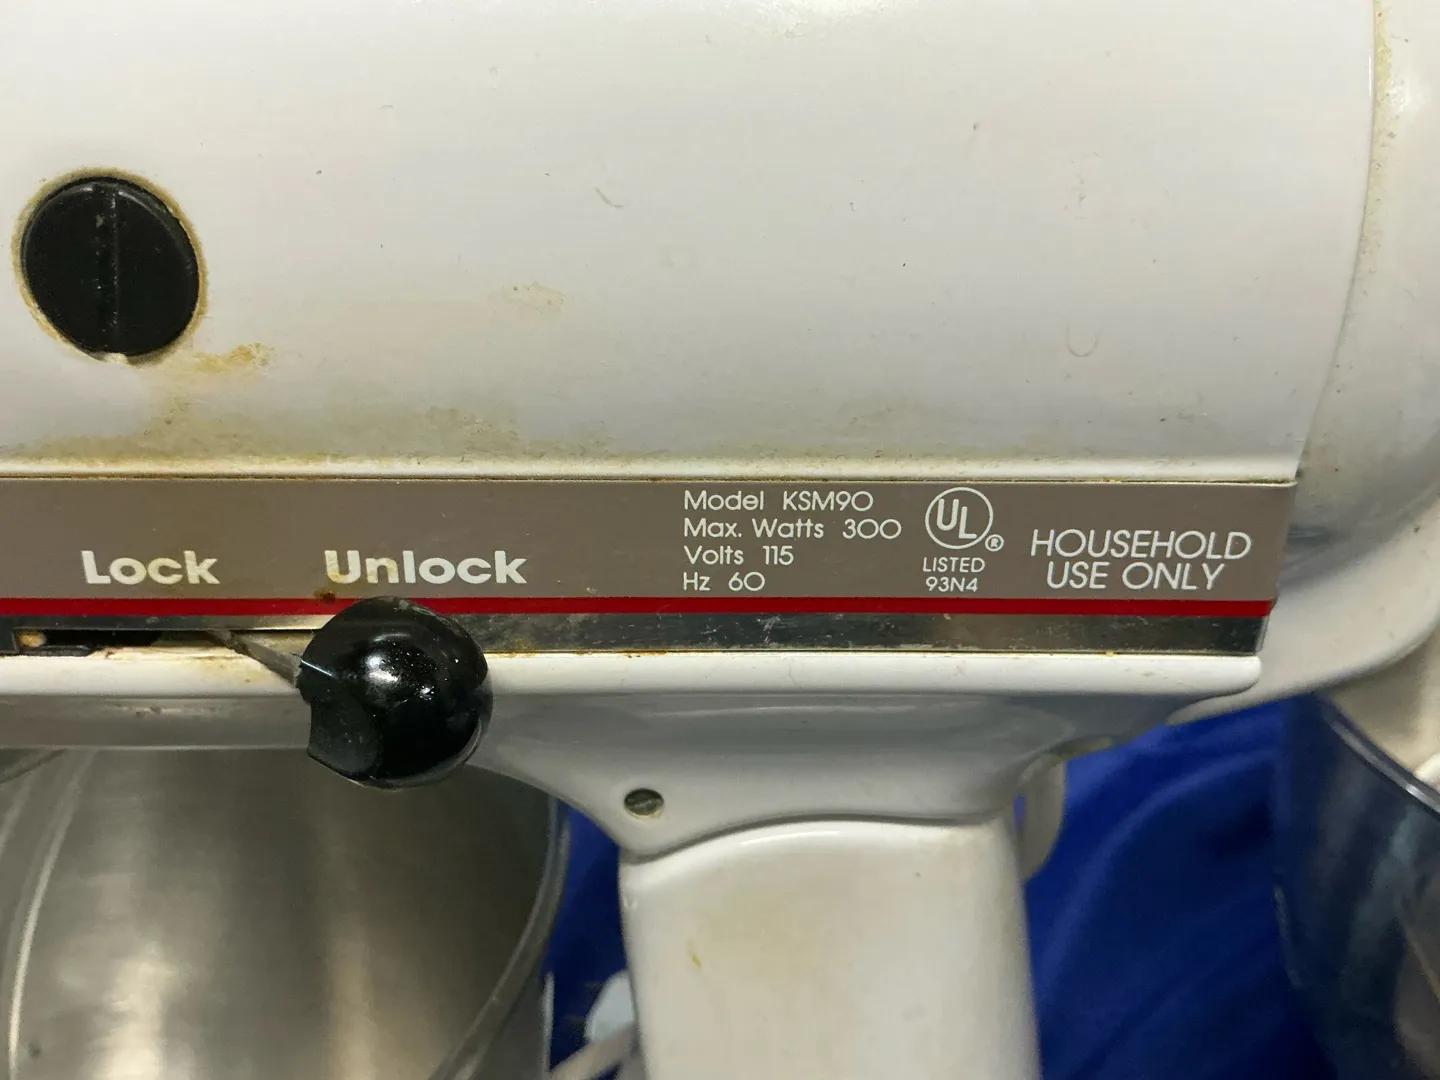 Lock
Unlock
Model KSM90
Max. Watts 300
Volts 115
Hz 60
UL®
LISTED
93N4
HOUSEHOLD
USE ONLY